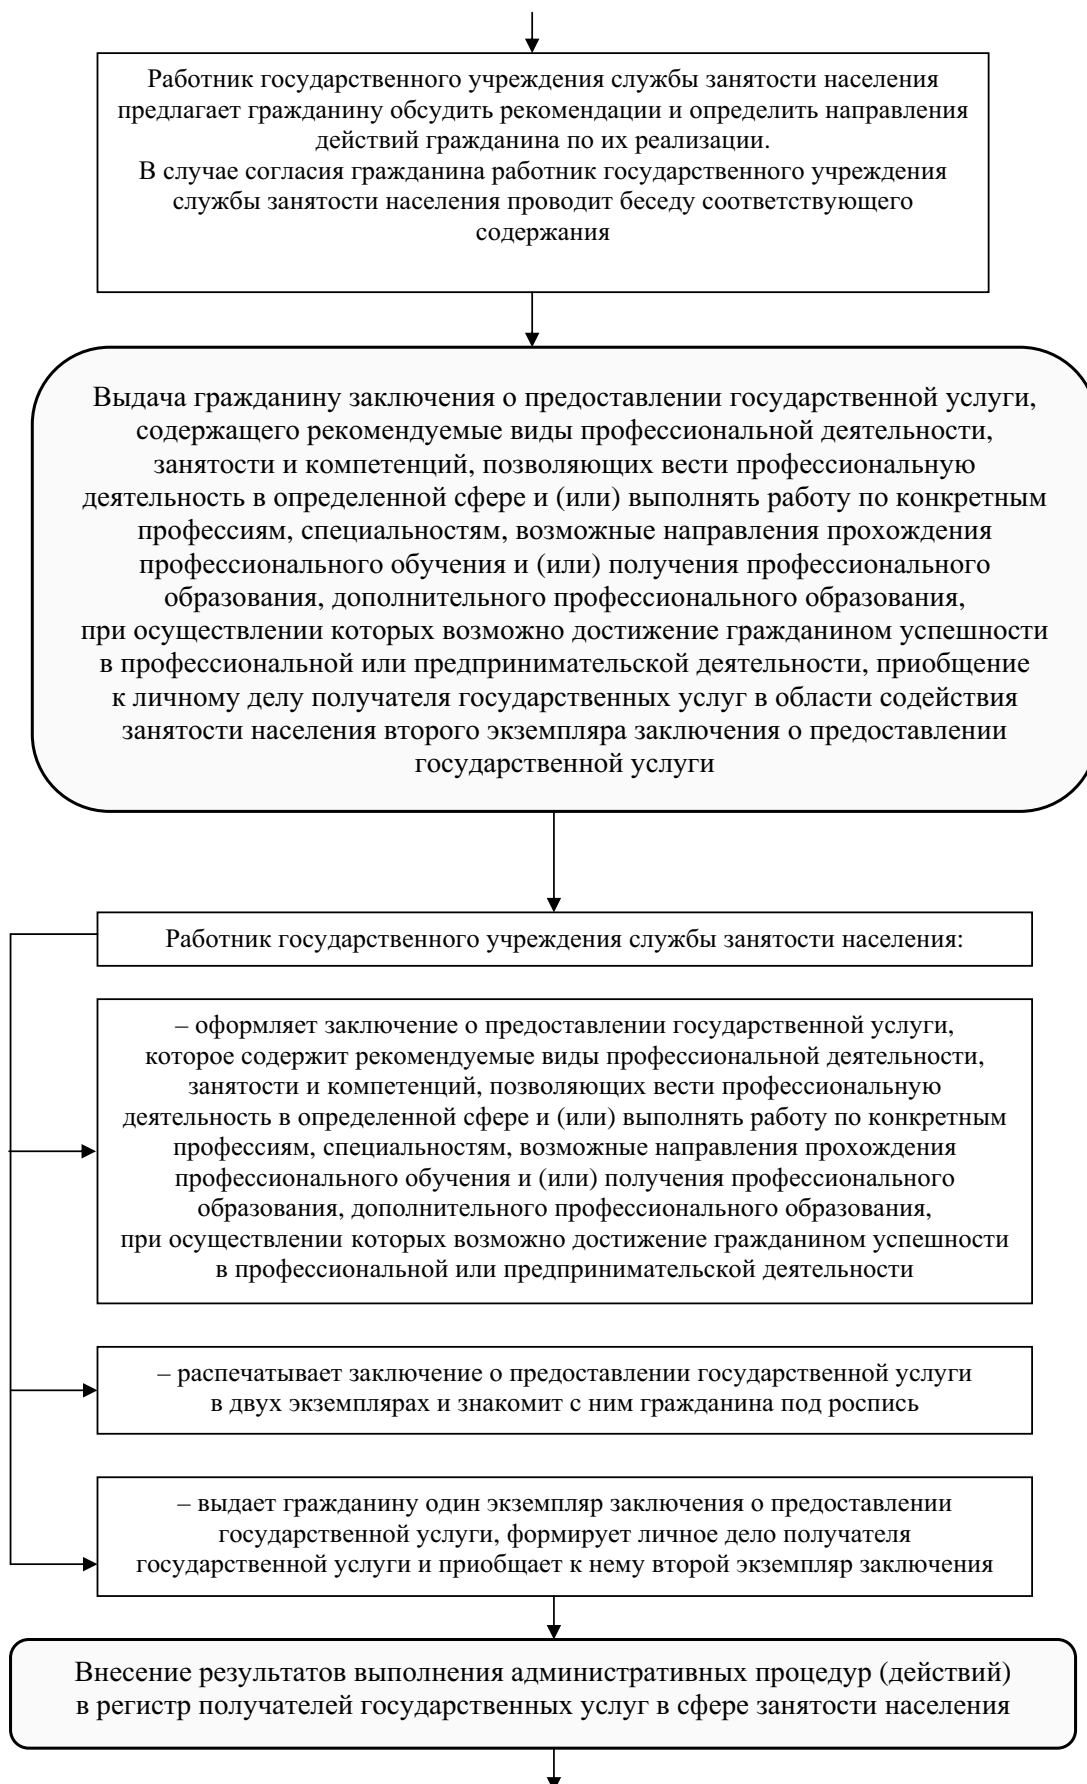 Работник государственного учреждения службы занятости населения
предлагает гражданину обсудить рекомендации и определить направления
действий гражданина по их реализации.
В случае согласия гражданина работник государственного учреждения
службы занятости населения проводит беседу соответствующего
содержания
Выдача гражданину заключения о предоставлении государственной услуги,
содержащего рекомендуемые виды профессиональной деятельности,
занятости и компетенций, позволяющих вести профессиональную
деятельность в определенной сфере и (или) выполнять работу по конкретным
профессиям, специальностям, возможные направления прохождения
профессионального обучения и (или) получения профессионального
образования, дополнительного профессионального образования,
при осуществлении которых возможно достижение гражданином успешности
в профессиональной или предпринимательской деятельности, приобщение
к личному делу получателя государственных услуг в области содействия
занятости населения второго экземпляра заключения о предоставлении
государственной услуги
Работник государственного учреждения службы занятости населения:
– оформляет заключение о предоставлении государственной услуги,
которое содержит рекомендуемые виды профессиональной деятельности,
занятости и компетенций, позволяющих вести профессиональную
деятельность в определенной сфере и (или) выполнять работу по конкретным
профессиям, специальностям, возможные направления прохождения
профессионального обучения и (или) получения профессионального
образования, дополнительного профессионального образования,
при осуществлении которых возможно достижение гражданином успешности
в профессиональной или предпринимательской деятельности
– распечатывает заключение о предоставлении государственной услуги
в двух экземплярах и знакомит с ним гражданина под роспись
– выдает гражданину один экземпляр заключения о предоставлении
государственной услуги, формирует личное дело получателя
государственной услуги и приобщает к нему второй экземпляр заключения
Внесение результатов выполнения административных процедур (действий)
в регистр получателей государственных услуг в сфере занятости населения